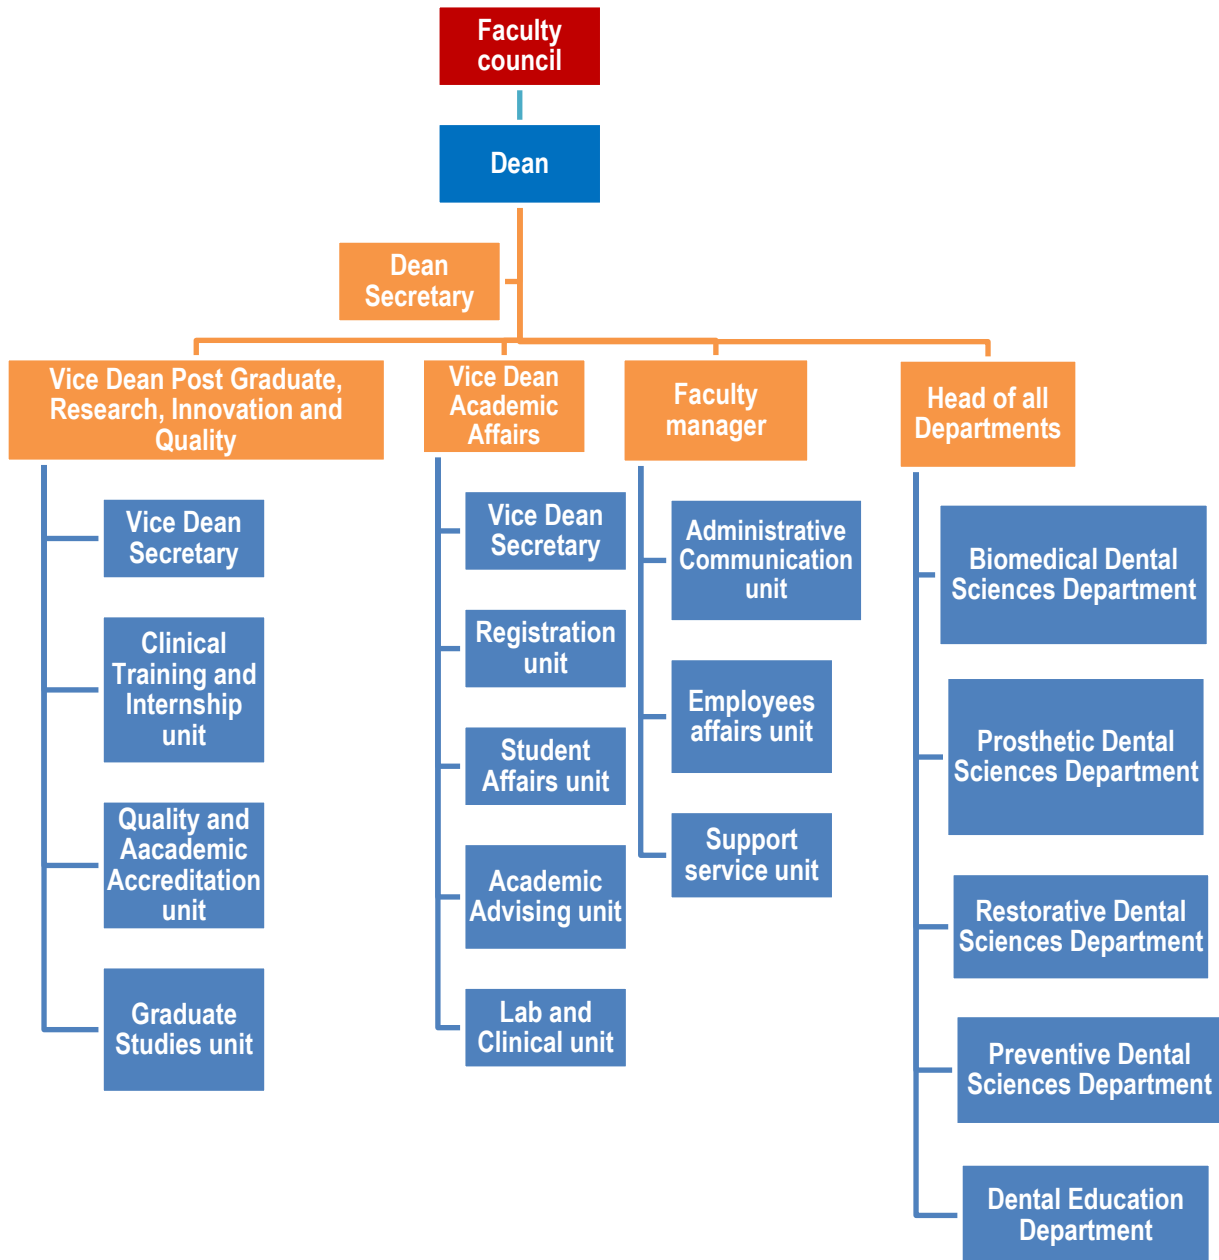 Faculty
council
Dean
Dean
Secretary
Vice Dean Post Graduate,
Research, Innovation and
Quality
Vice Dean
Secretary
Clinical
Training and
Internship
unit
Quality and
Aacademic
Accreditation
unit
Graduate
Studies unit
Vice Dean
Academic
Affairs
Vice Dean
Secretary
Registration
unit
Student
Affairs unit
Academic
Advising unit
Lab and
Clinical unit
Faculty
manager
Administrative
Communication
unit
Employees
affairs unit
Support
service unit
Head of all
Departments
Biomedical Dental
Sciences Department
Prosthetic Dental
Sciences Department
Restorative Dental
Sciences Department
Preventive Dental
Sciences Department
Dental Education
Department